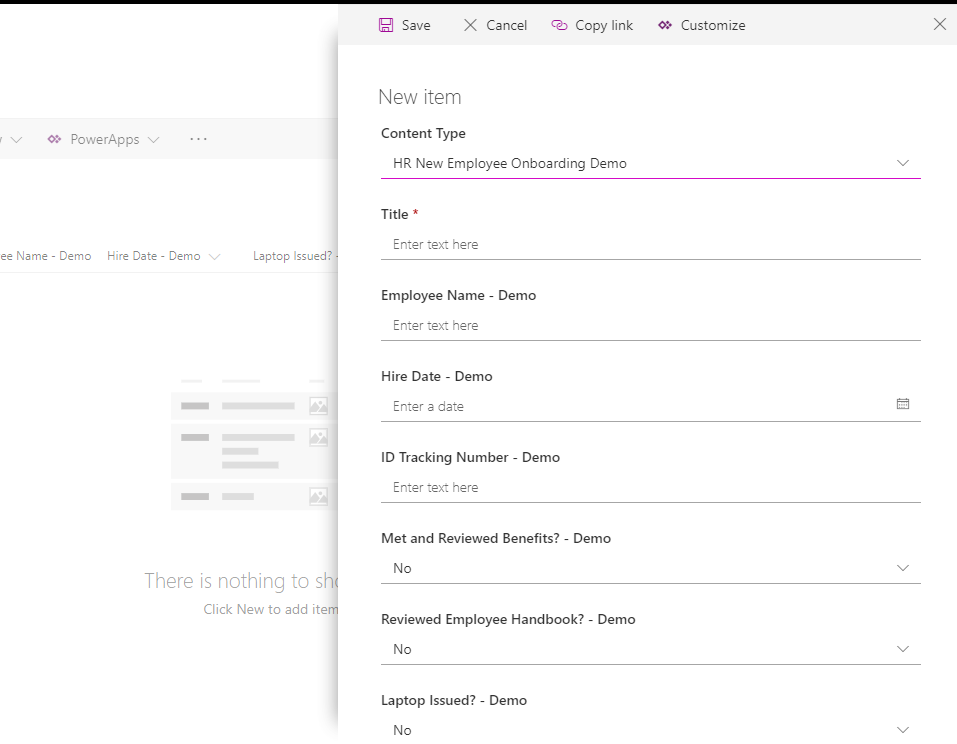 Save Cancel Copy link Customize
PowerApps
Name - Demo Hire Date - Demo Laptop Issued?
There is nothing to
Click New to add item
New item
Content Type
HR New Employee Onboarding Demo
Title *
Enter text here
Employee Name - Demo
Enter text here
Hire Date - Demo
Enter a date
ID Tracking Number - Demo
Enter text here
Met and Reviewed Benefits? - Demo
No
Reviewed Employee Handbook? - Demo
No
Laptop Issued? - Demo
No